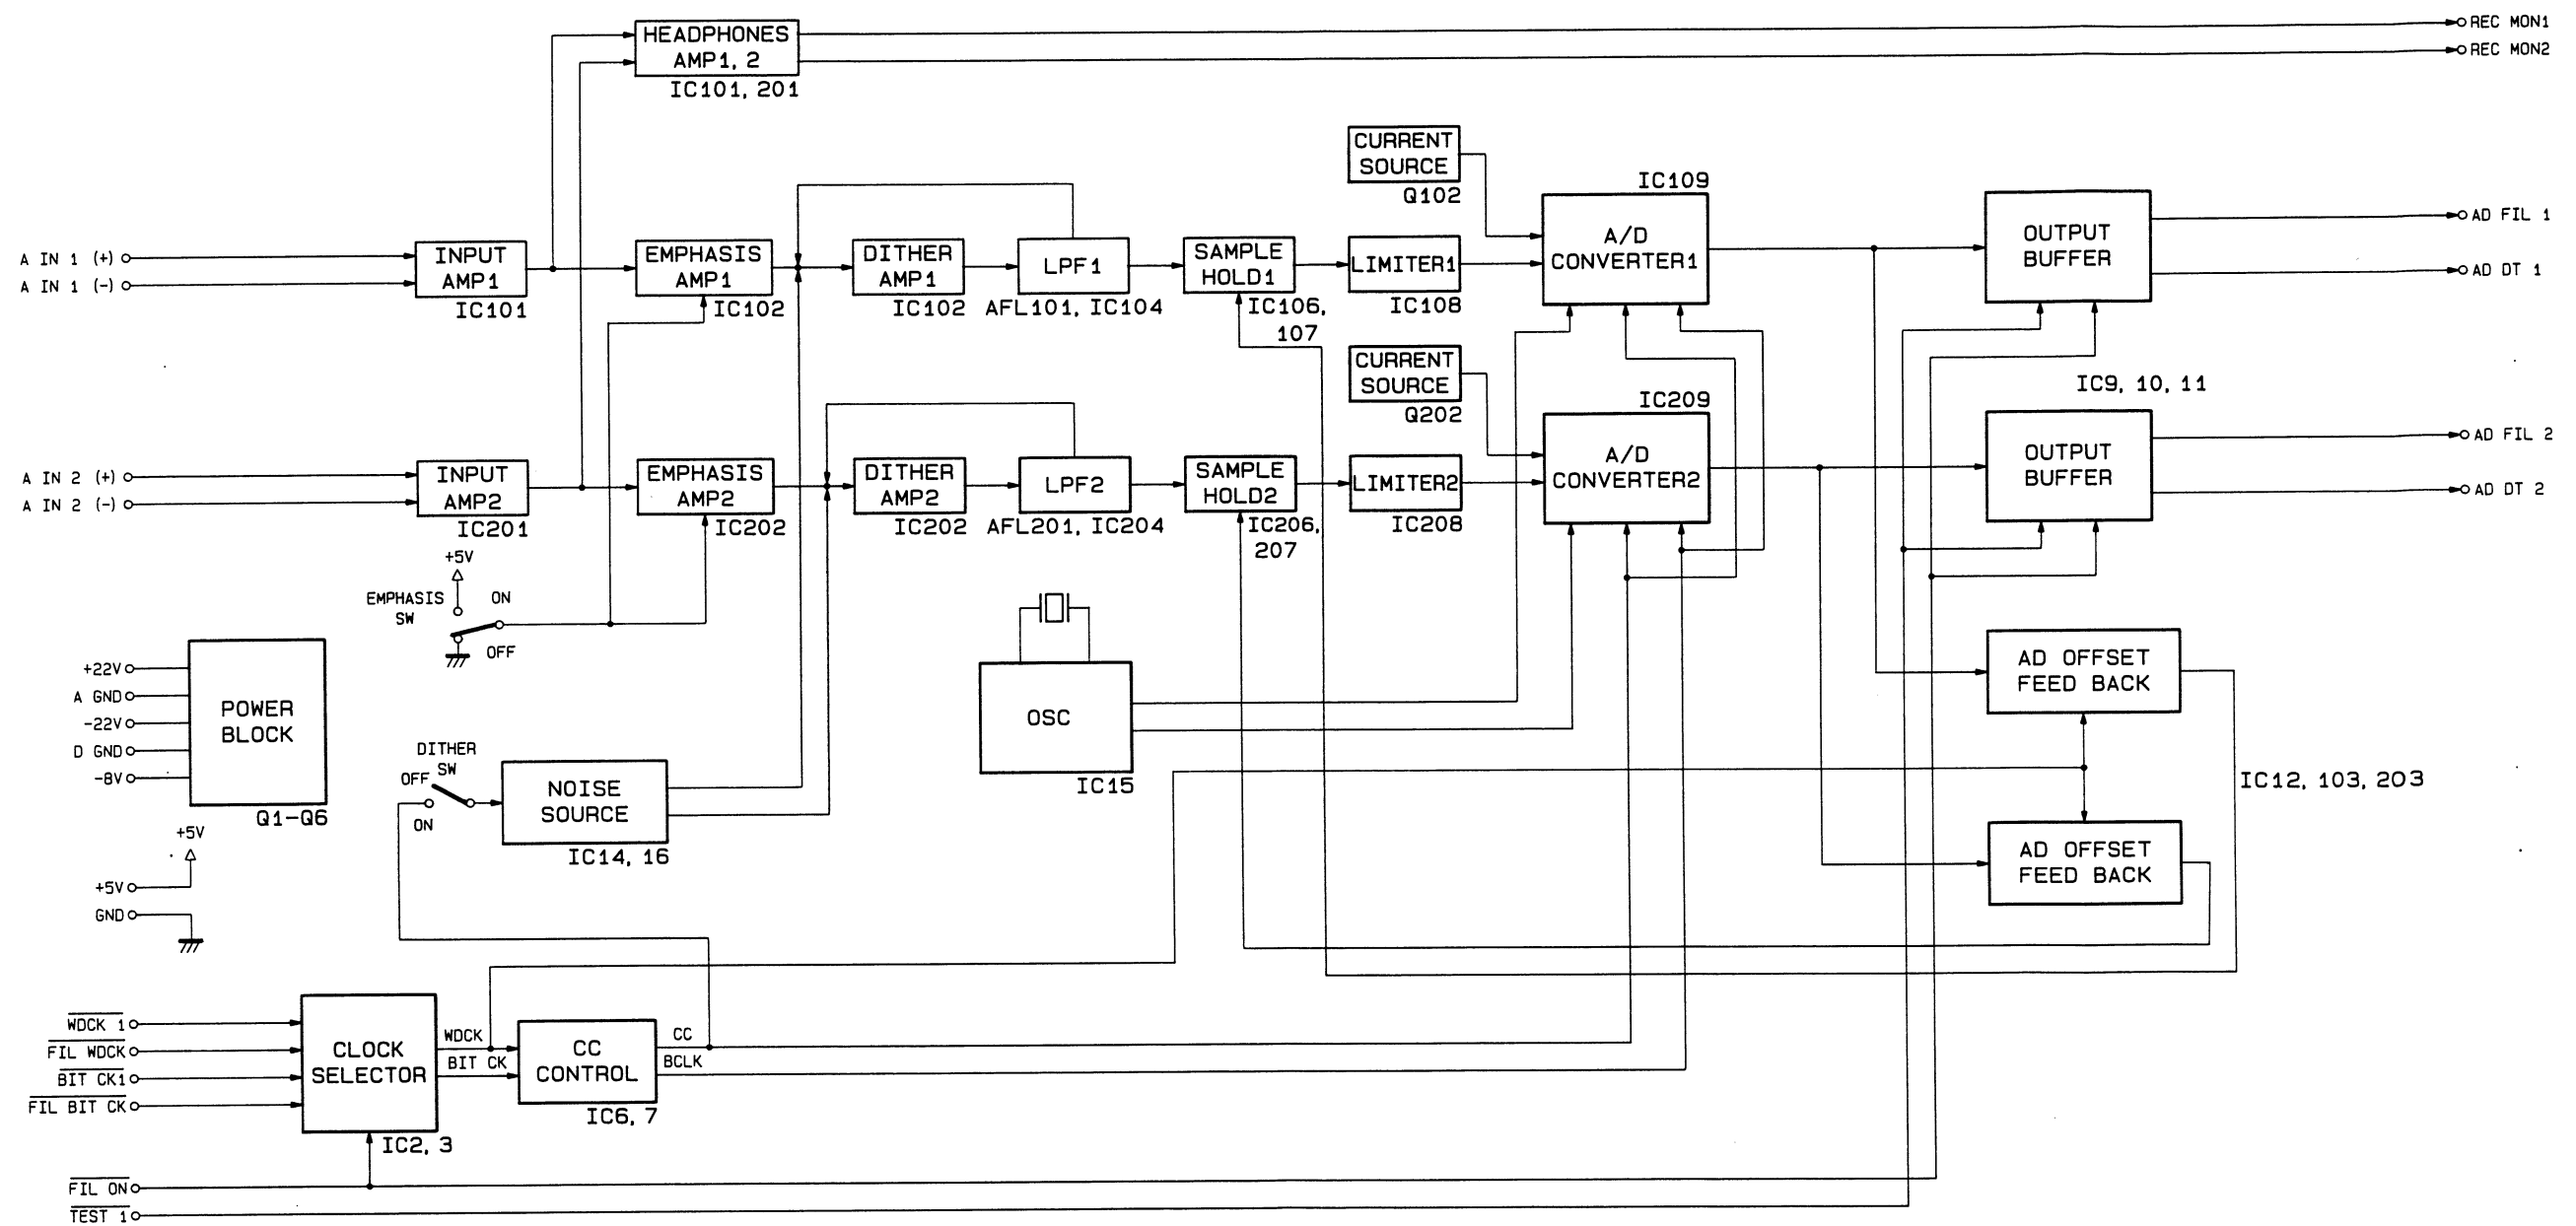 HEADPHONES
AMP1, 2
IC101, 201
REC MON1
REC MON2
CURRENT
SOURCE
Q102
IC109
A IN 1 (+)
A IN 1 (-)
INPUT
AMP1
IC101
EMPHASIS
AMP1
IC102
DITHER
AMP1
IC102
LPF1
AFL101, IC104
SAMPLE
HOLD1
IC106,
107
LIMITER1
IC108
A/D
CONVERTER1
OUTPUT
BUFFER
AD FIL 1
AD DT 1
CURRENT
SOURCE
Q202
IC209
IC9, 10, 11
A IN 2 (+)
A IN 2 (-)
INPUT
AMP2
IC201
EMPHASIS
AMP2
IC202
DITHER
AMP2
IC202
LPF2
AFL201, IC204
SAMPLE
HOLD2
IC206,
207
LIMITER2
IC208
A/D
CONVERTER2
OUTPUT
BUFFER
AD FIL 2
AD DT 2
+5V
EMPHASIS
SW
ON
OFF
+22V
A GND
-22V
D GND
-8V
POWER
BLOCK
Q1-Q6
DITHER
SW
OFF
ON
NOISE
SOURCE
IC14, 16
OSC
IC15
AD OFFSET
FEED BACK
IC12, 103, 203
AD OFFSET
FEED BACK
+5V
+5V
GND
WDCK 1
FIL WDCK
BIT CK1
FIL BIT CK
CLOCK
SELECTOR
IC2, 3
WDCK
BIT CK
CC
CONTROL
IC6, 7
CC
BCLK
FIL ON
TEST 1